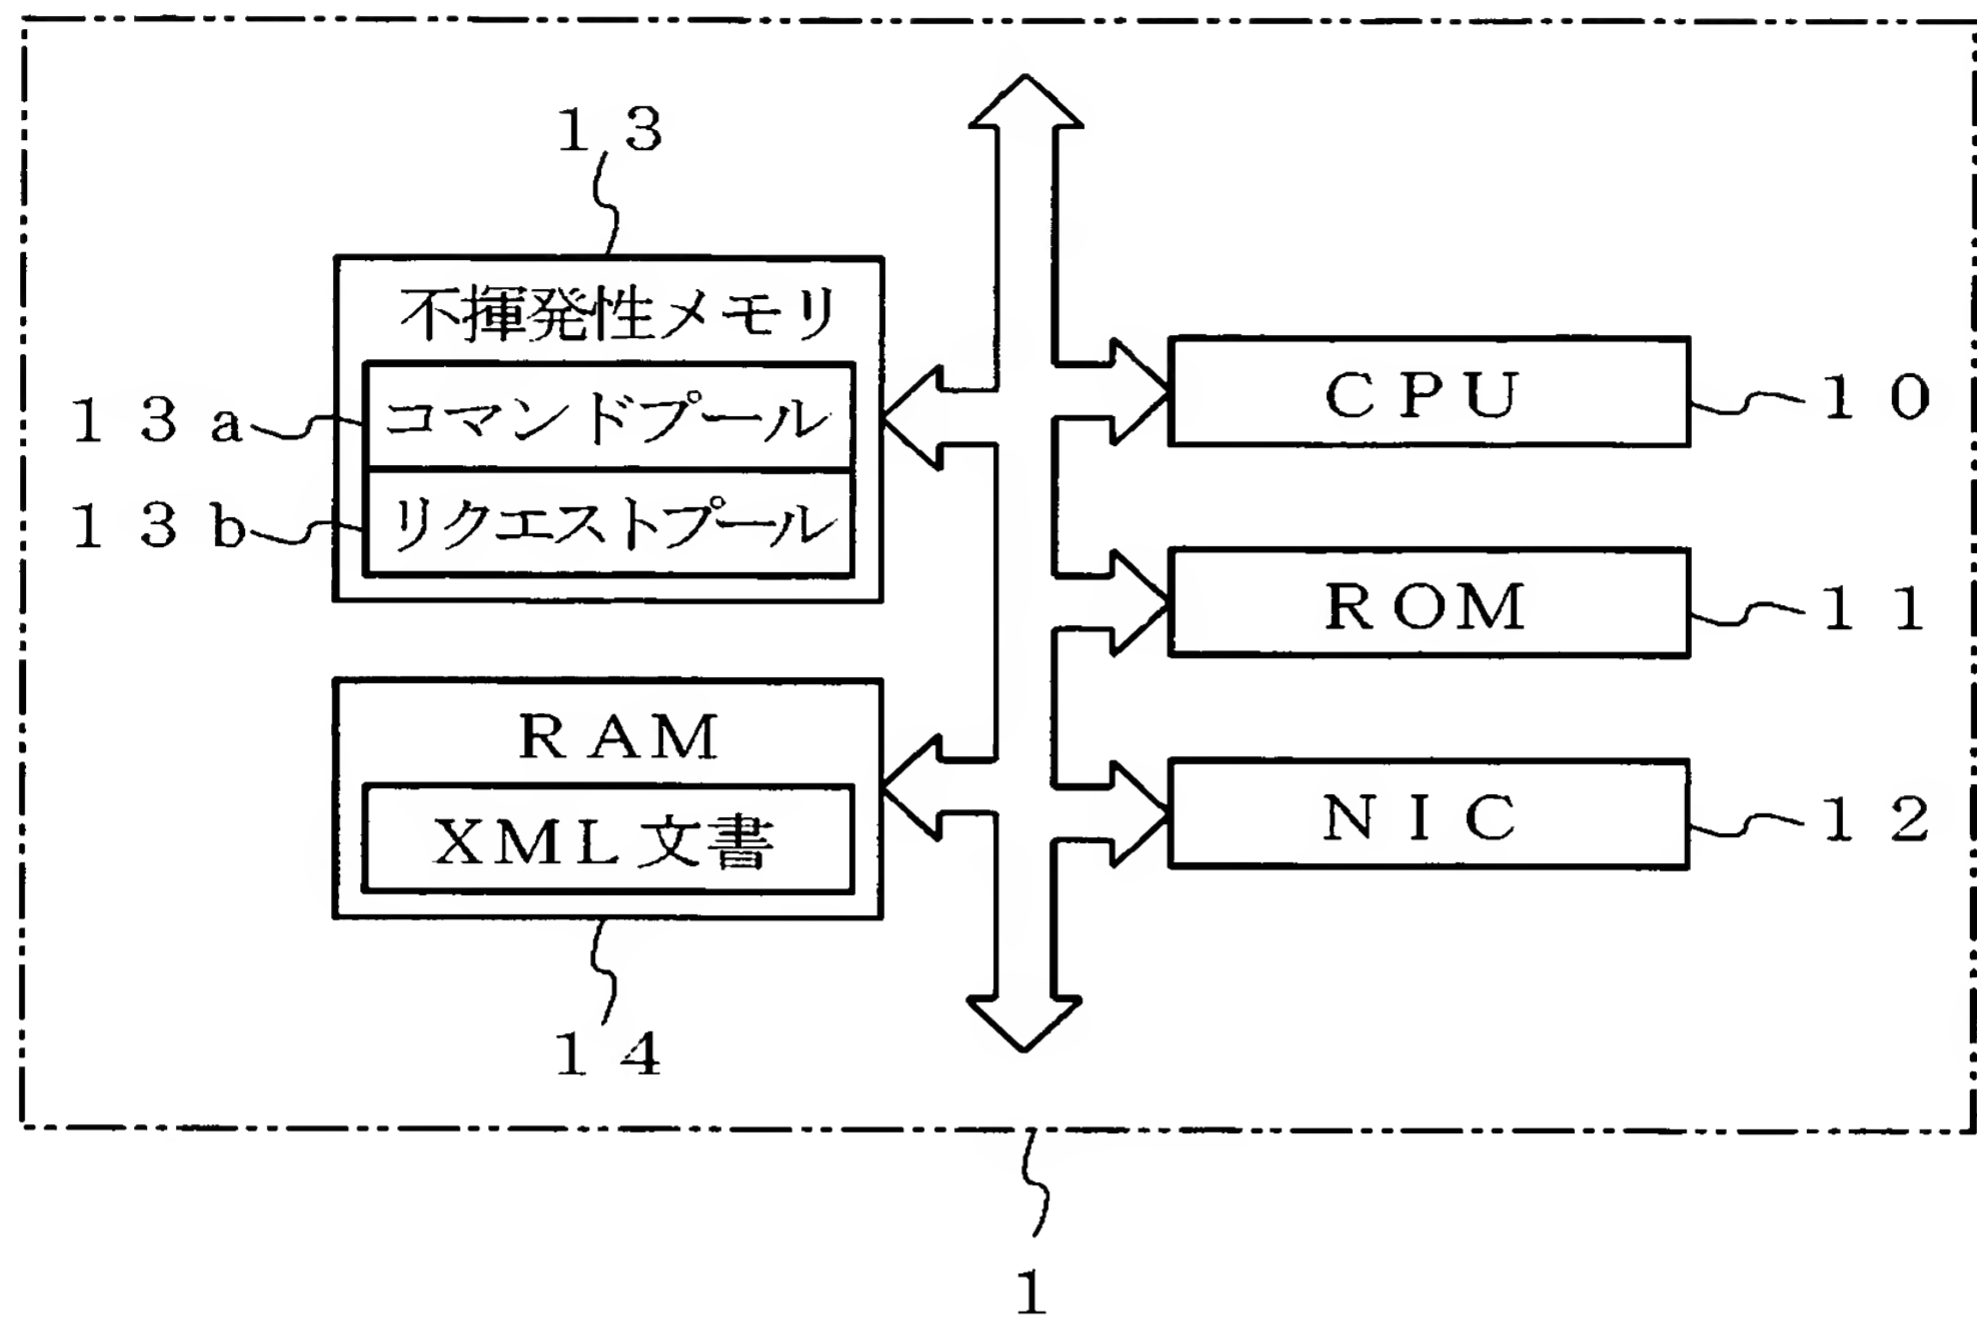 13
不揮発性メモリ
13a
コマンドプール
13b
リクエストプール
RAM
XML文書
14
CPU
10
ROM
11
NIC
12
1